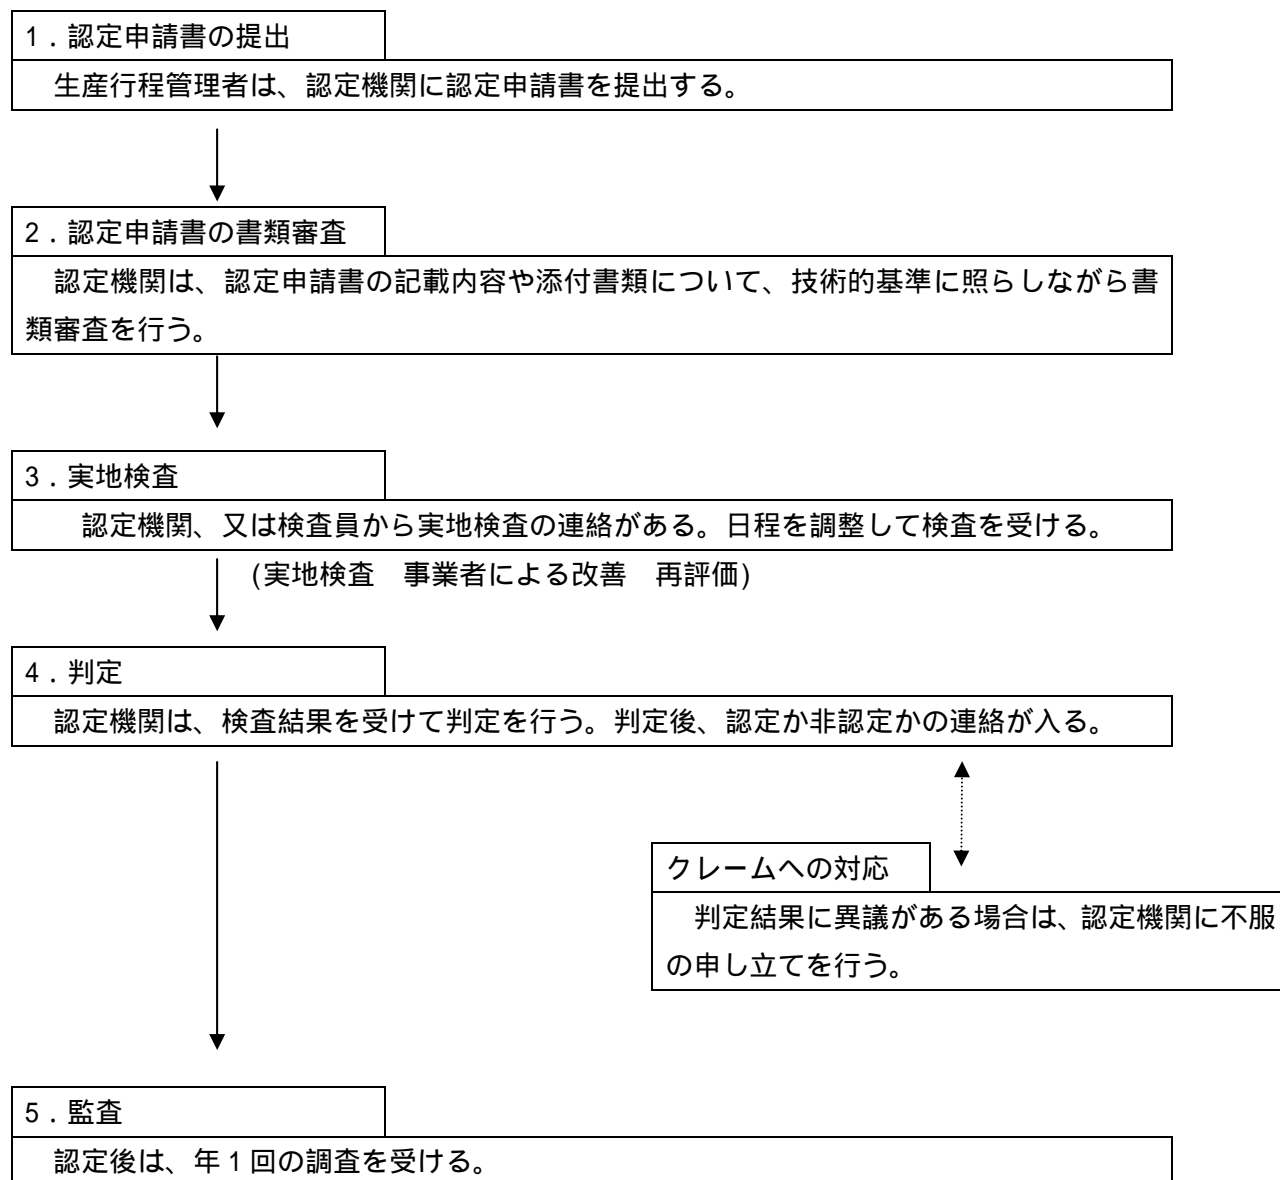 1．認定申請書の提出
生産行程管理者は、認定機関に認定申請書を提出する。
2．認定申請書の書類審査
認定機関は、認定申請書の記載内容や添付書類について、技術的基準に照らしながら書
類審査を行う。
3．実地検査
認定機関、又は検査員から実地検査の連絡がある。日程を調整して検査を受ける。
(実地検査　事業者による改善　再評価)
4．判定
認定機関は、検査結果を受けて判定を行う。判定後、認定か非認定かの連絡が入る。
クレームへの対応
判定結果に異議がある場合は、認定機関に不服
の申し立てを行う。
5．監査
認定後は、年1回の調査を受ける。